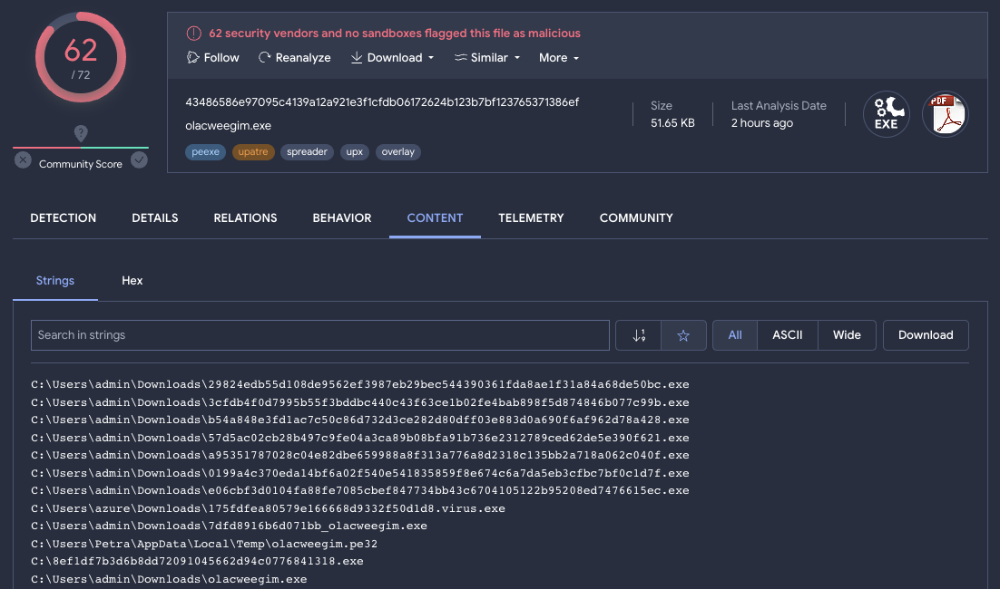 62
/ 72
Community Score
62 security vendors and no sandboxes flagged this file as malicious
Follow Reanalyze Download Similar More
43486586e97095c4139a12a921e3f1cfdb06172624b123b7bf123765371386ef
olacweegim.exe
peexe upatre spreader upx overlay
Size
51.65 KB
Last Analysis Date
2 hours ago
EXE
PDF
DETECTION DETAILS RELATIONS BEHAVIOR CONTENT TELEMETRY COMMUNITY
Strings Hex
Search in strings
All ASCII Wide Download
C:\Users\admin\Downloads\29824edb55d108de9562ef3987eb29bec544390361fda8ae1f31a84a68de50bc.exe
C:\Users\admin\Downloads\3cfdb4f0d7995b55f3bddbc440c43f63ce1b02fe4bab898f5d874846b077c99b.exe
C:\Users\admin\Downloads\b54a848e3fd1ac7c50c86d732d3ce282d80dff03e883d0a690f6af962d78a428.exe
C:\Users\admin\Downloads\57d5ac02cb28b497c9fe04a3ca89b08bfa91b736e2312789ced62de5e390f621.exe
C:\Users\admin\Downloads\a95351787028c04e82dbe659988a8f313a776a8d2318c135bb2a718a062c040f.exe
C:\Users\admin\Downloads\0199a4c370eda14bf6a02f540e541835859f8e674c6a7da5eb3cfbc7bf0c1d7f.exe
C:\Users\admin\Downloads\e06cbf3d0104fa88fe7085cbef847734bb43c6704105122b95208ed7476615ec.exe
C:\Users\azure\Downloads\175fdfea80579e166668d9332f50d1d8.virus.exe
C:\Users\admin\Downloads\7dfd8916b6d071bb_olacweegim.exe
C:\Users\Petra\AppData\Local\Temp\olacweegim.pe32
C:\8ef1df7b3d6b8dd72091045662d94c0776841318.exe
C:\Users\admin\Downloads\olacweegim.exe